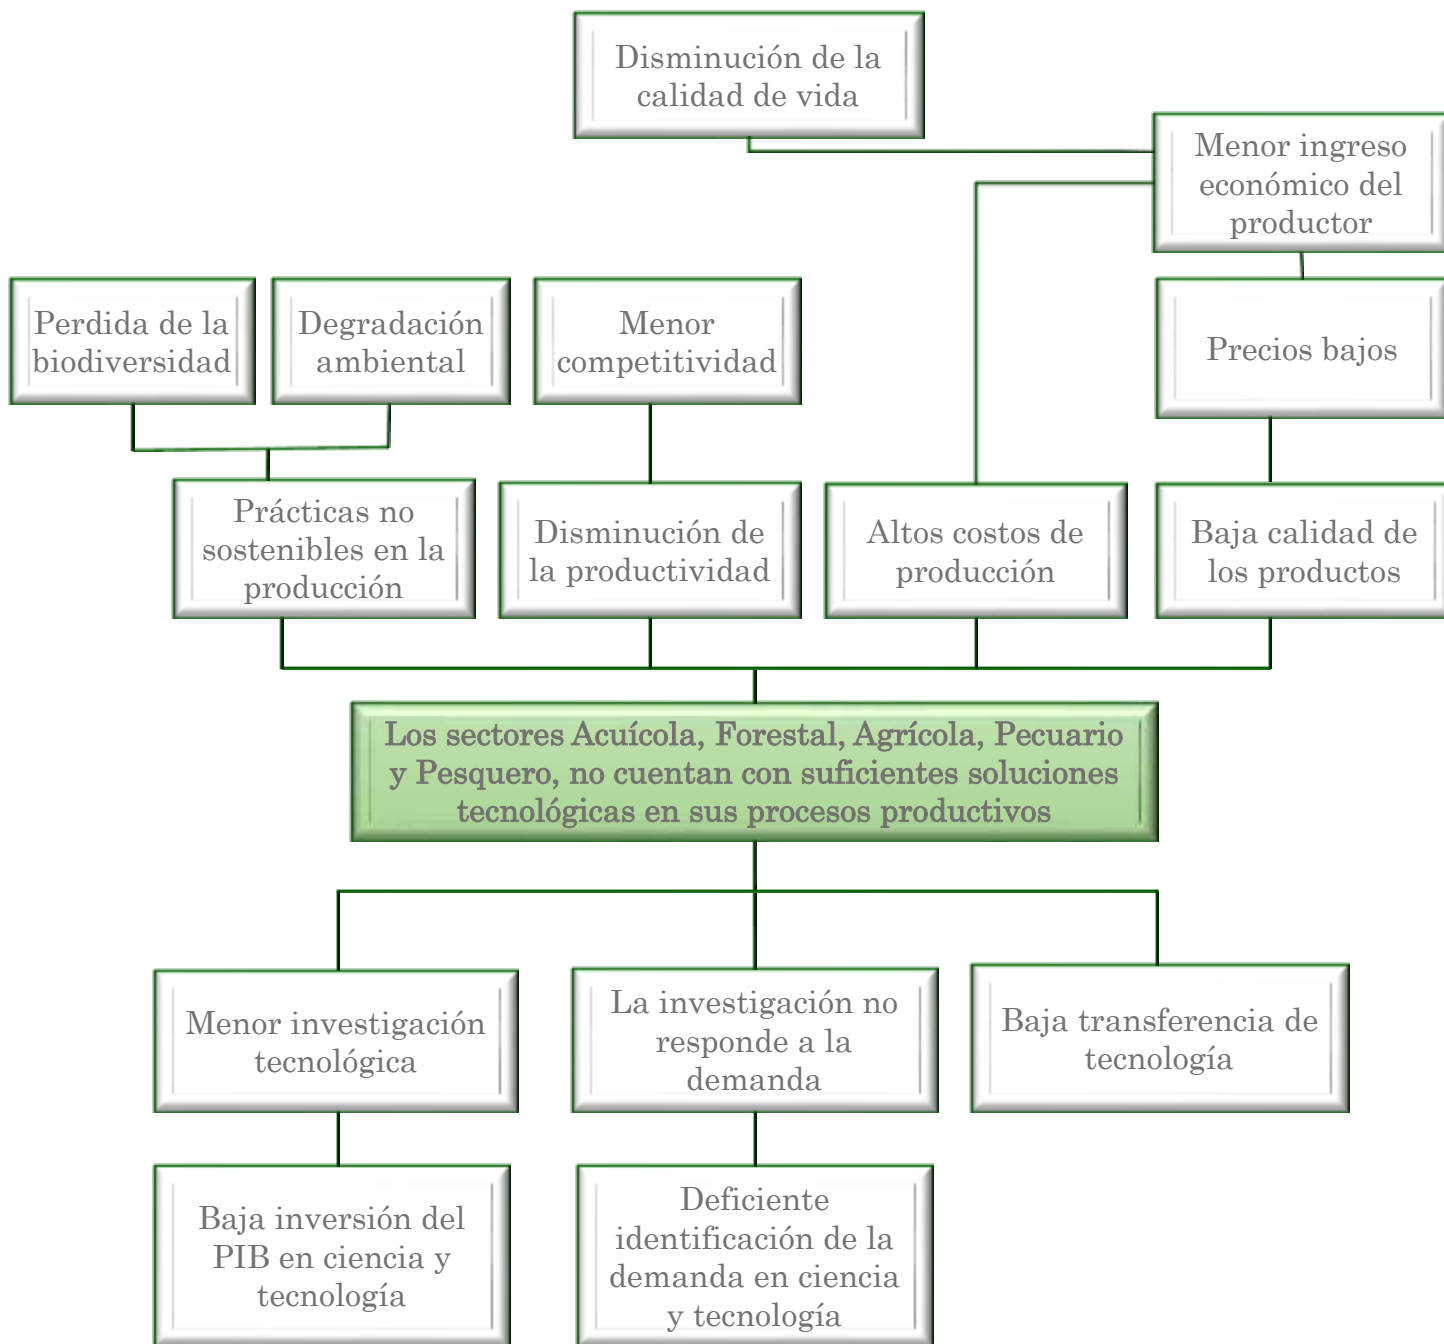 Disminución de la
calidad de vida
Menor ingreso
económico del
productor
Perdida de la
biodiversidad
Degradación
ambiental
Menor
competitividad
Precios bajos
Prácticas no
sostenibles en la
producción
Disminución de
la productividad
Altos costos de
producción
Baja calidad de
los productos
Los sectores Acuícola, Forestal, Agrícola, Pecuario
y Pesquero, no cuentan con suficientes soluciones
tecnológicas en sus procesos productivos
Menor investigación
tecnológica
La investigación no
responde a la
demanda
Baja transferencia de
tecnología
Baja inversión del
PIB en ciencia y
tecnología
Deficiente
identificación de la
demanda en ciencia
y tecnología